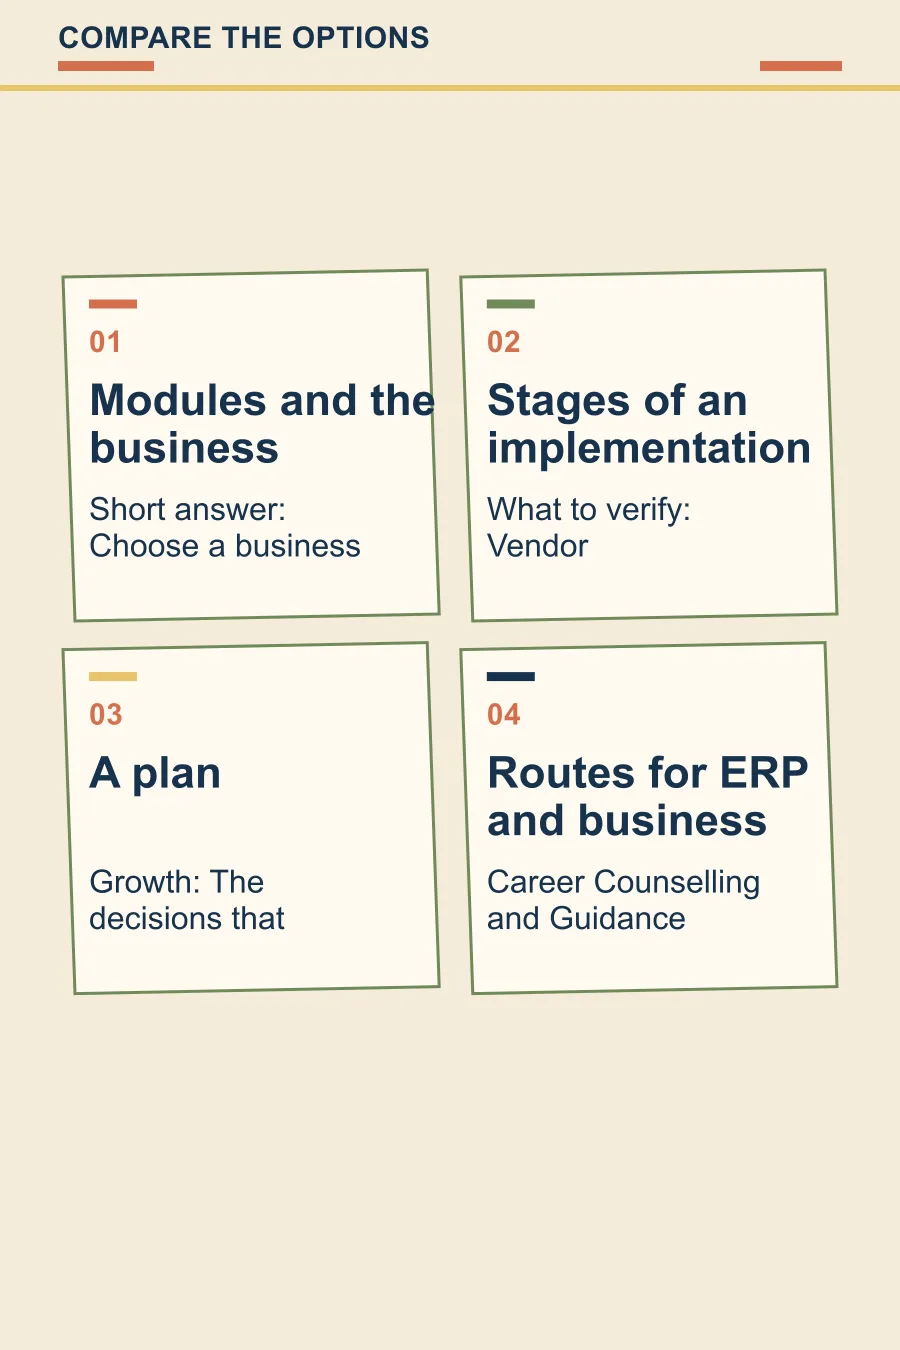 COMPARE THE OPTIONS
01
Modules and the
business
Short answer:
Choose a business
02
Stages of an
implementation
What to verify:
Vendor
03
A plan
Growth: The
decisions that
04
Routes for ERP
and business
Career Counselling
and Guidance